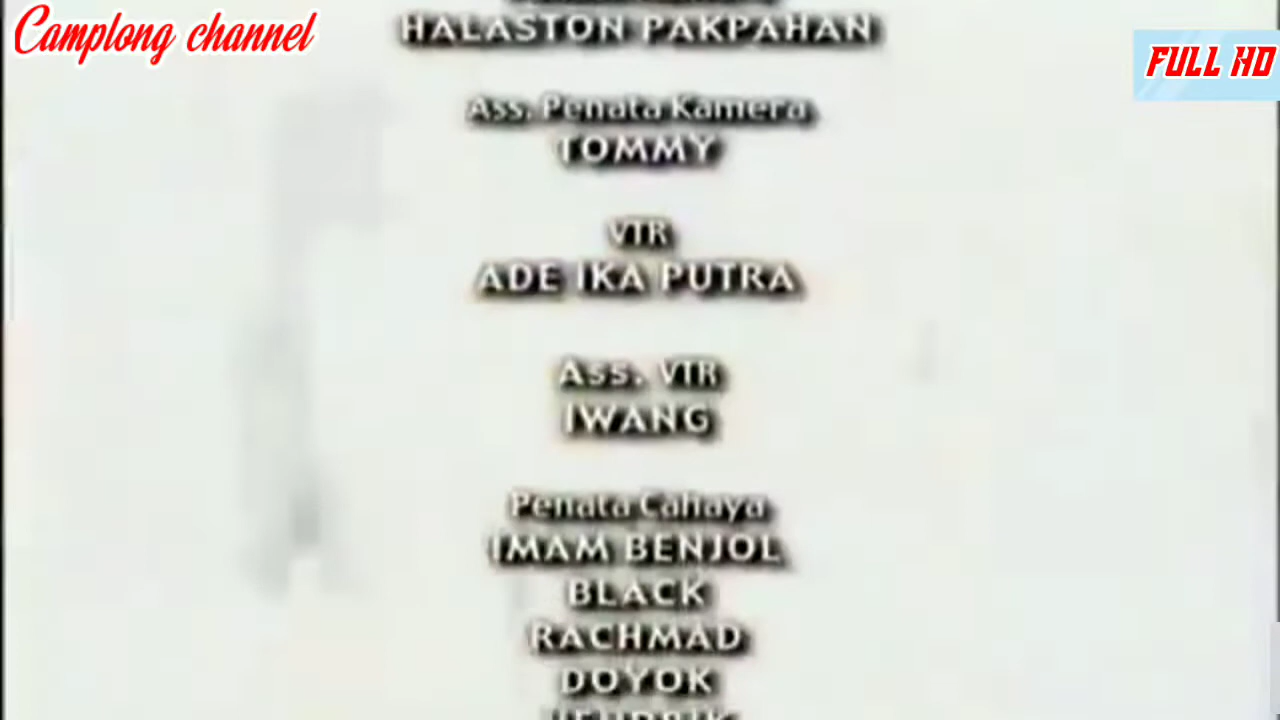 Camplong channel
FULL HD
HALASTON PAKPAHAN
Ass. Penata Kamera
TOMMY
VTR
ADE IKA PUTRA
Ass. VTR
IWANG
Penata Cahaya
IMAM BENJOL
BLACK
RACHMAD
DOYOK